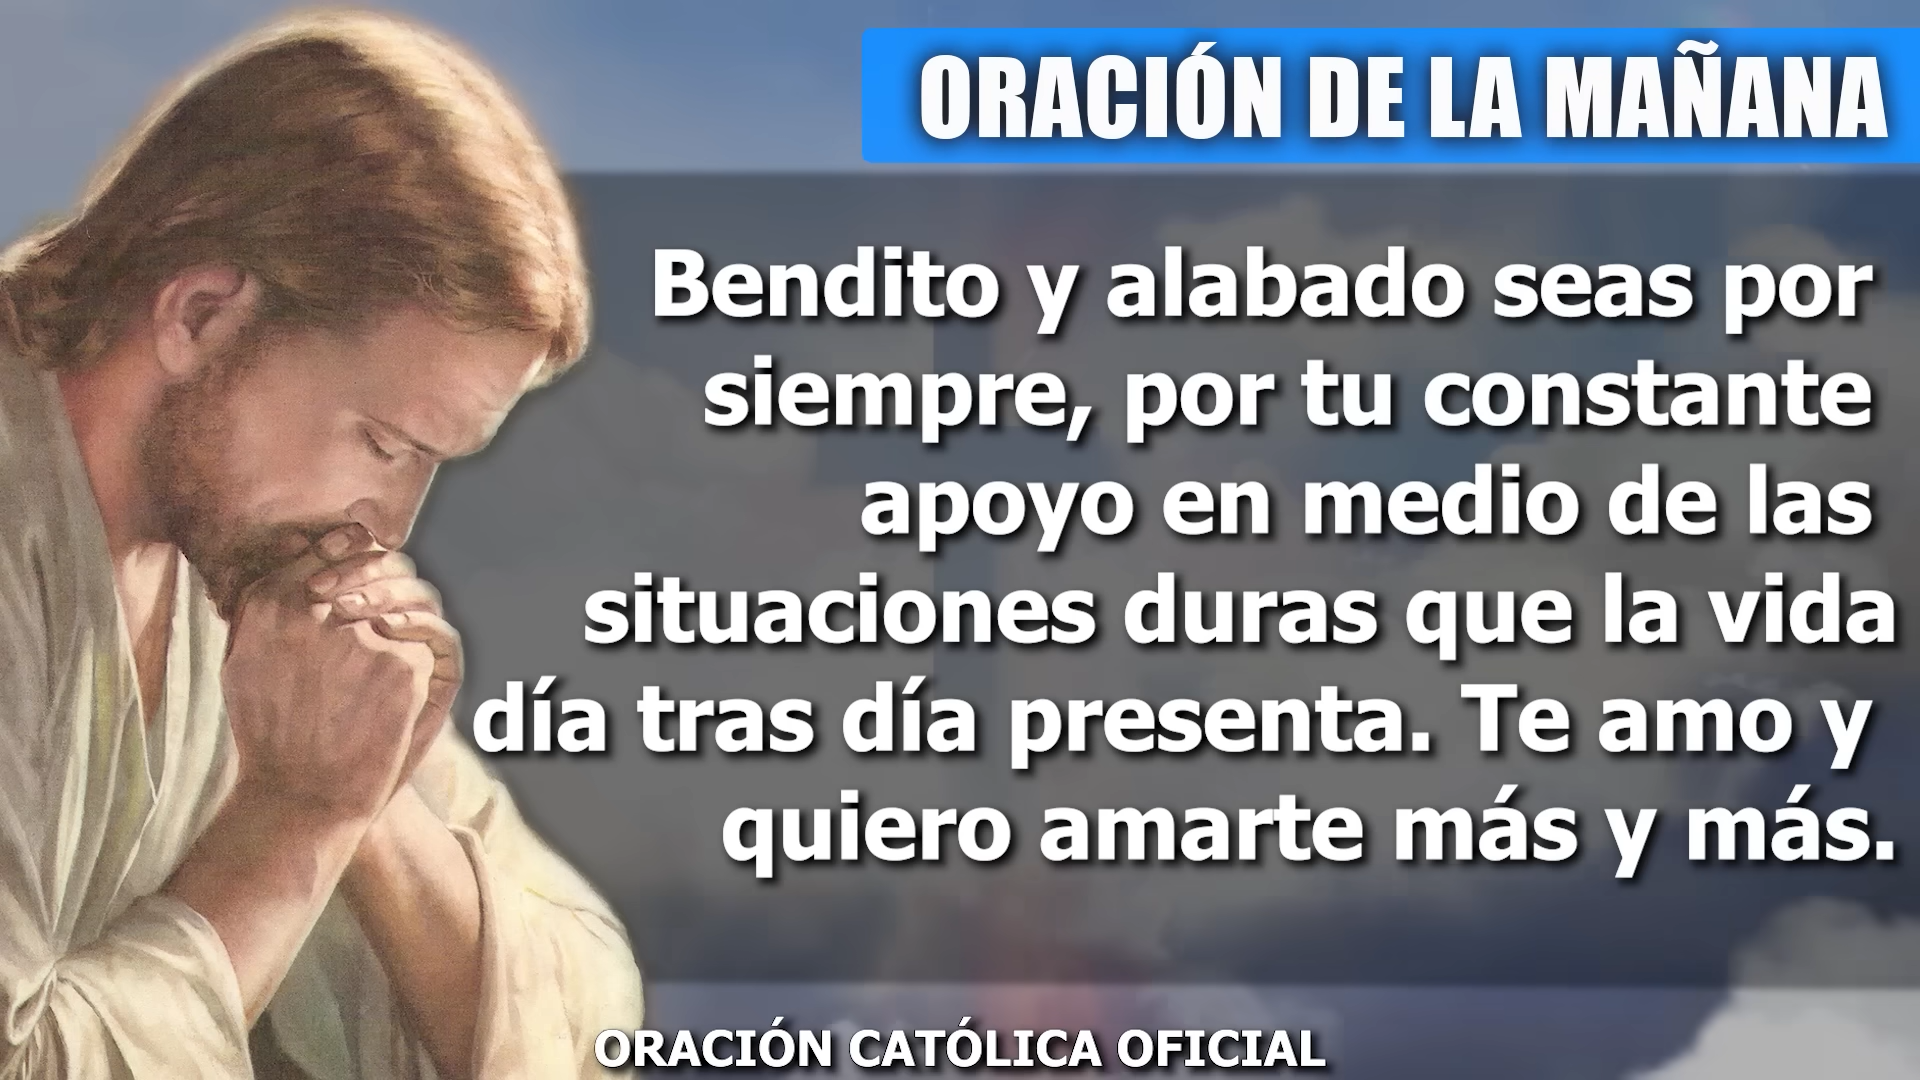 ORACIÓN DE LA MAÑANA
Bendito y alabado seas por
siempre, por tu constante
apoyo en medio de las
situaciones duras que la vida
día tras día presenta. Te amo y
quiero amarte más y más.
ORACIÓN CATÓLICA OFICIAL